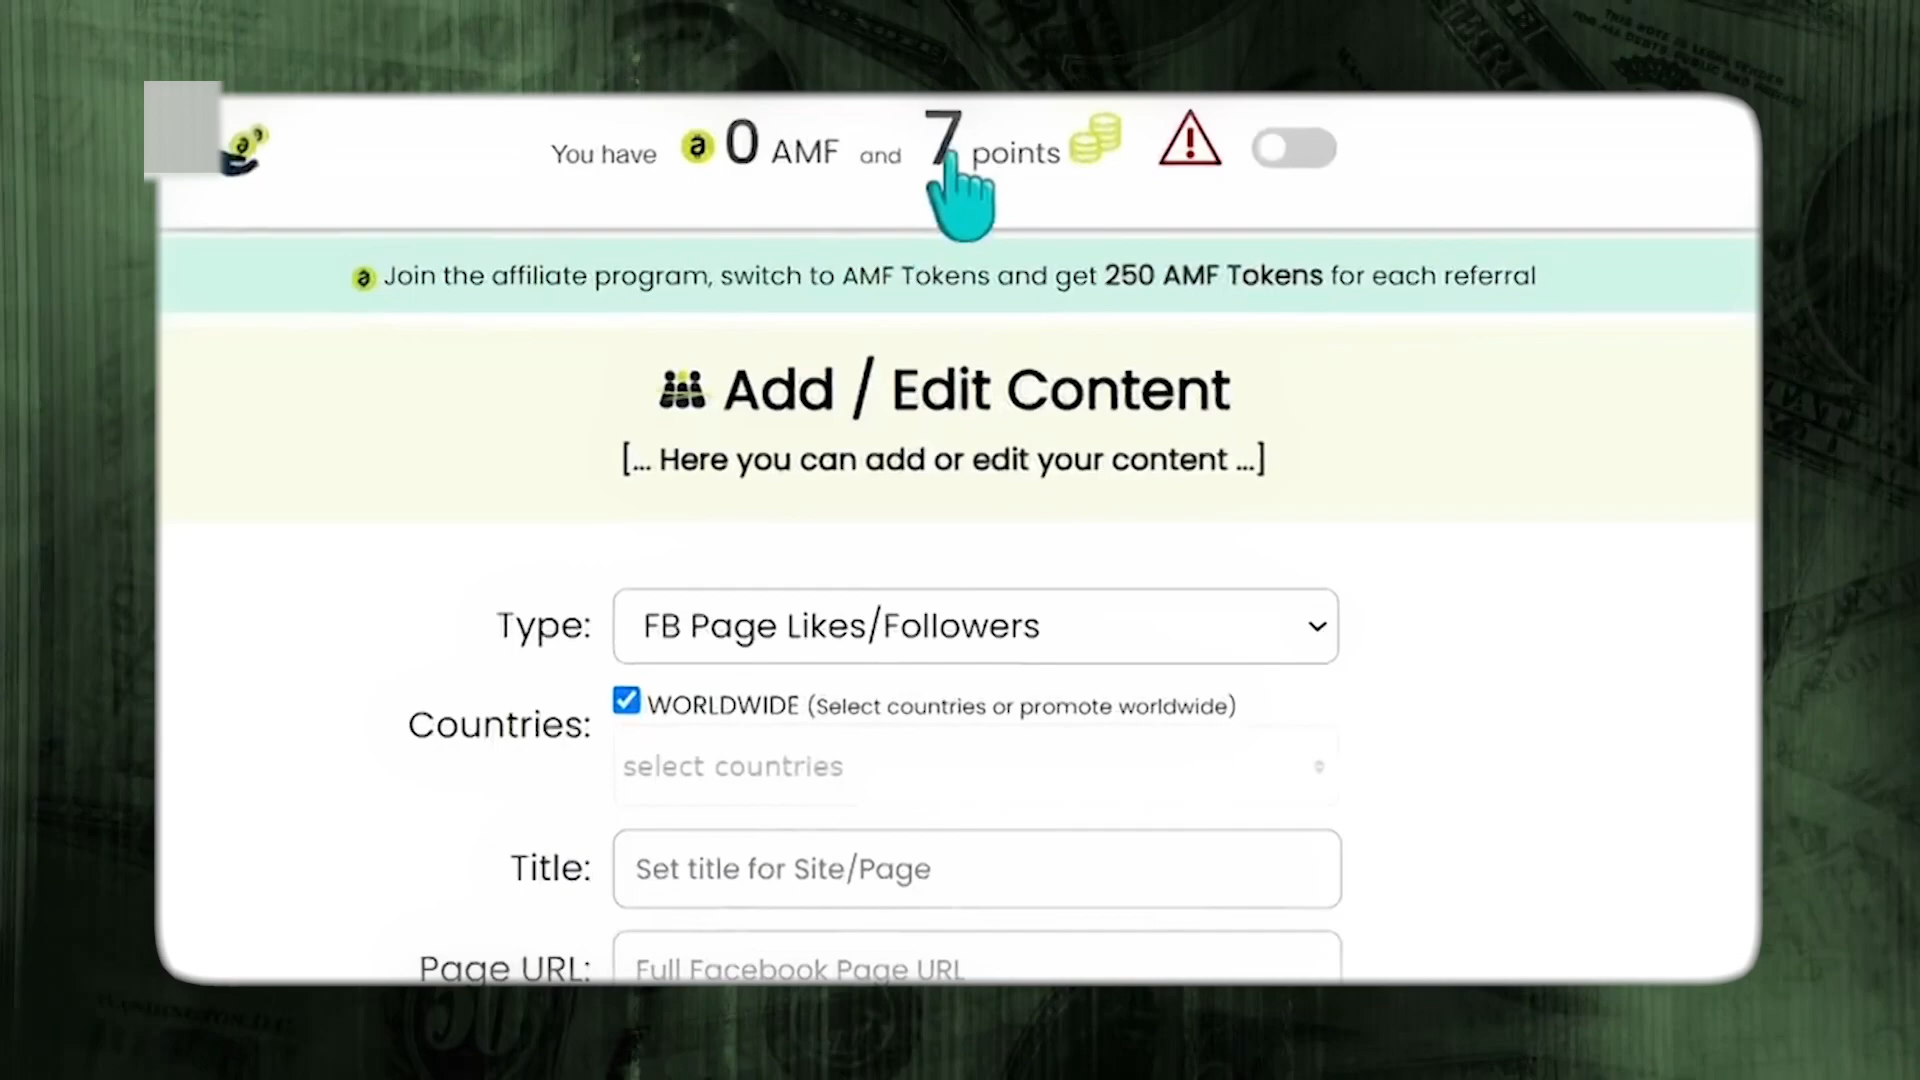 You have 0 AMF and 7 points
Join the affiliate program, switch to AMF Tokens and get 250 AMF Tokens for each referral
Add / Edit Content
[... Here you can add or edit your content ...]
Type: FB Page Likes/Followers
Countries: WORLDWIDE (Select countries or promote worldwide)
select countries
Title: Set title for Site/Page
Page URL: Full Facebook Page URL